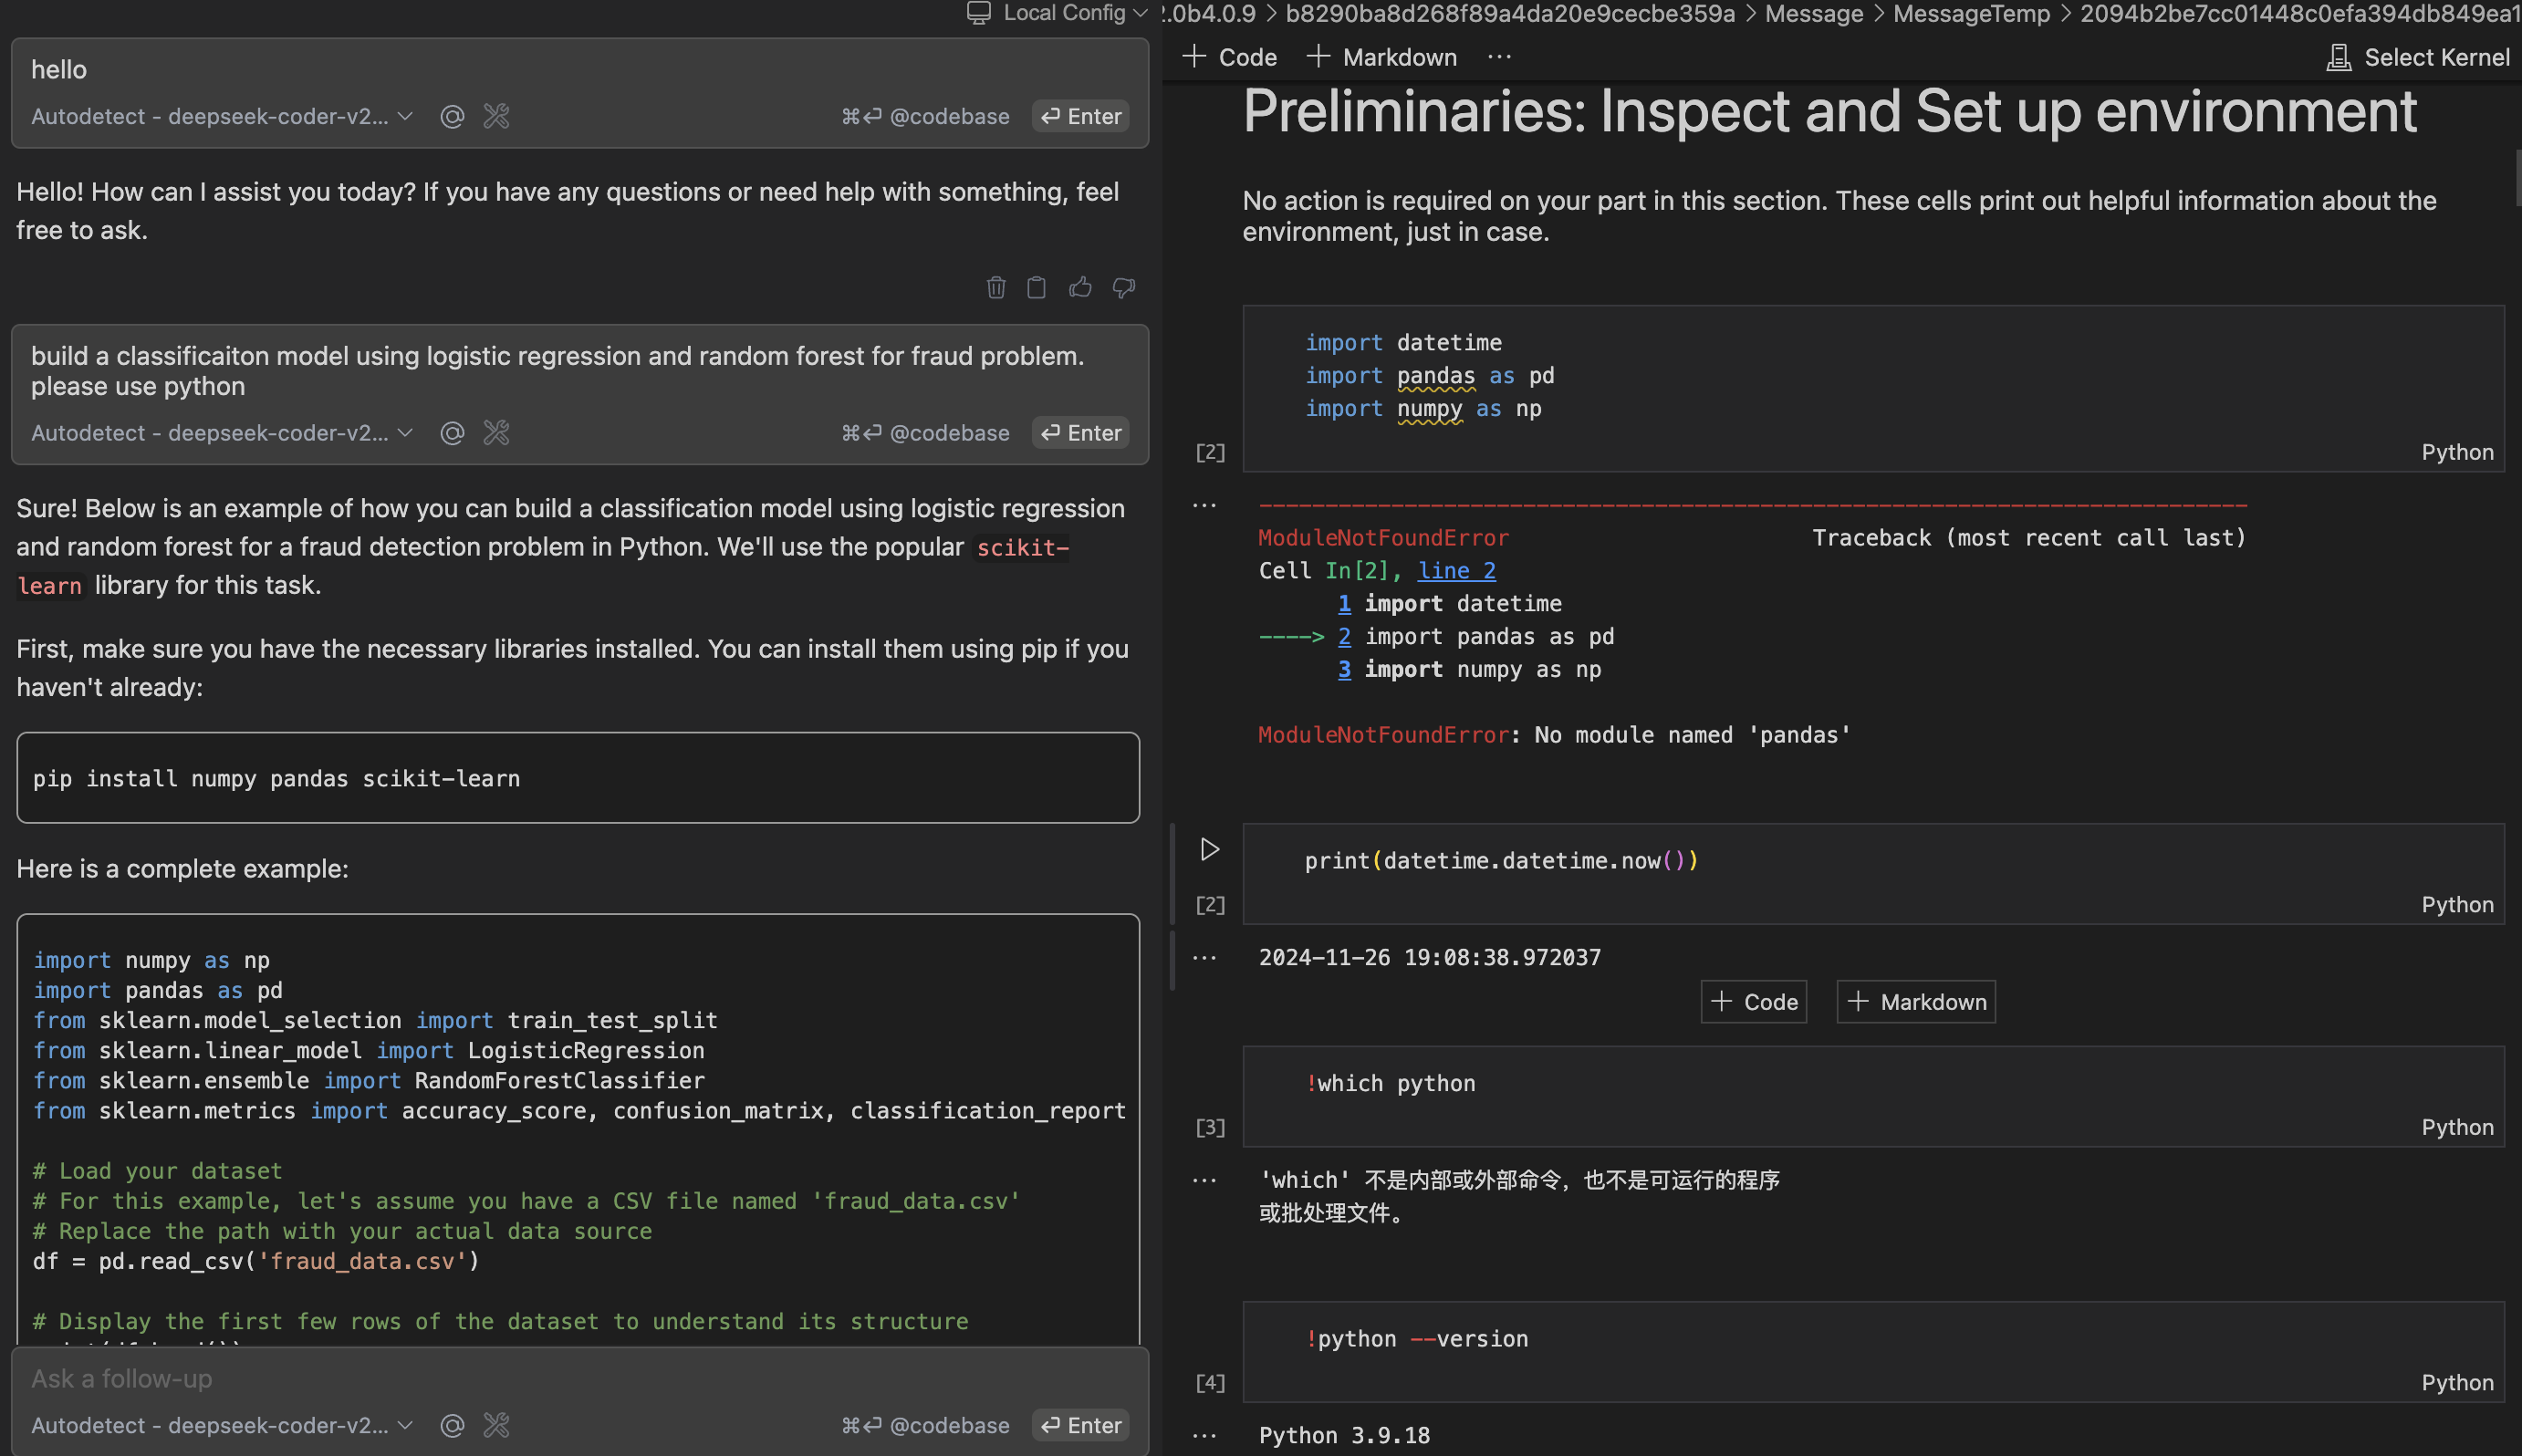 Local Config
hello
Autodetect - deepseek-coder-v2...
⌘⏎ @codebase
⏎ Enter
Hello! How can I assist you today? If you have any questions or need help with something, feel
free to ask.
build a classificaiton model using logistic regression and random forest for fraud problem.
please use python
Autodetect - deepseek-coder-v2...
⌘⏎ @codebase
⏎ Enter
Sure! Below is an example of how you can build a classification model using logistic regression
and random forest for a fraud detection problem in Python. We'll use the popular scikit-
learn library for this task.
First, make sure you have the necessary libraries installed. You can install them using pip if you
haven't already:
pip install numpy pandas scikit-learn
Here is a complete example:
import numpy as np
import pandas as pd
from sklearn.model_selection import train_test_split
from sklearn.linear_model import LogisticRegression
from sklearn.ensemble import RandomForestClassifier
from sklearn.metrics import accuracy_score, confusion_matrix, classification_report
# Load your dataset
# For this example, let's assume you have a CSV file named 'fraud_data.csv'
# Replace the path with your actual data source
df = pd.read_csv('fraud_data.csv')
# Display the first few rows of the dataset to understand its structure
Ask a follow-up
Autodetect - deepseek-coder-v2...
⌘⏎ @codebase
⏎ Enter
2.0b4.0.9 > b8290ba8d268f89a4da20e9cecbe359a > Message > MessageTemp > 2094b2be7cc01448c0efa394db849ea1
+ Code + Markdown ...
Select Kernel
Preliminaries: Inspect and Set up environment
No action is required on your part in this section. These cells print out helpful information about the
environment, just in case.
import datetime
import pandas as pd
import numpy as np
[2]
Python
...
ModuleNotFoundError Traceback (most recent call last)
Cell In[2], line 2
1 import datetime
----> 2 import pandas as pd
3 import numpy as np
ModuleNotFoundError: No module named 'pandas'
print(datetime.datetime.now())
[2]
Python
... 2024-11-26 19:08:38.972037
+ Code + Markdown
!which python
[3]
Python
... 'which' 不是内部或外部命令，也不是可运行的程序
或批处理文件。
!python --version
[4]
Python
... Python 3.9.18